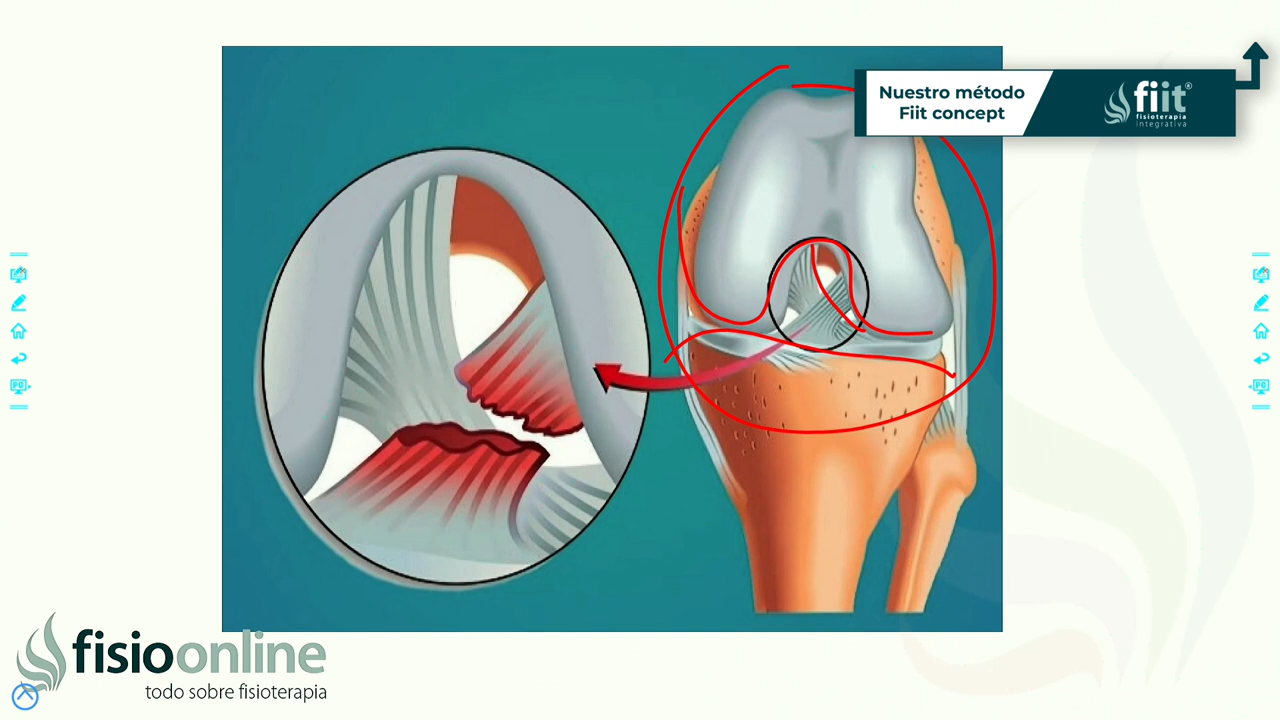 Nuestro método
Fiit concept
fiit®
fisioterapia
integrativa
fisioonline
todo sobre fisioterapia